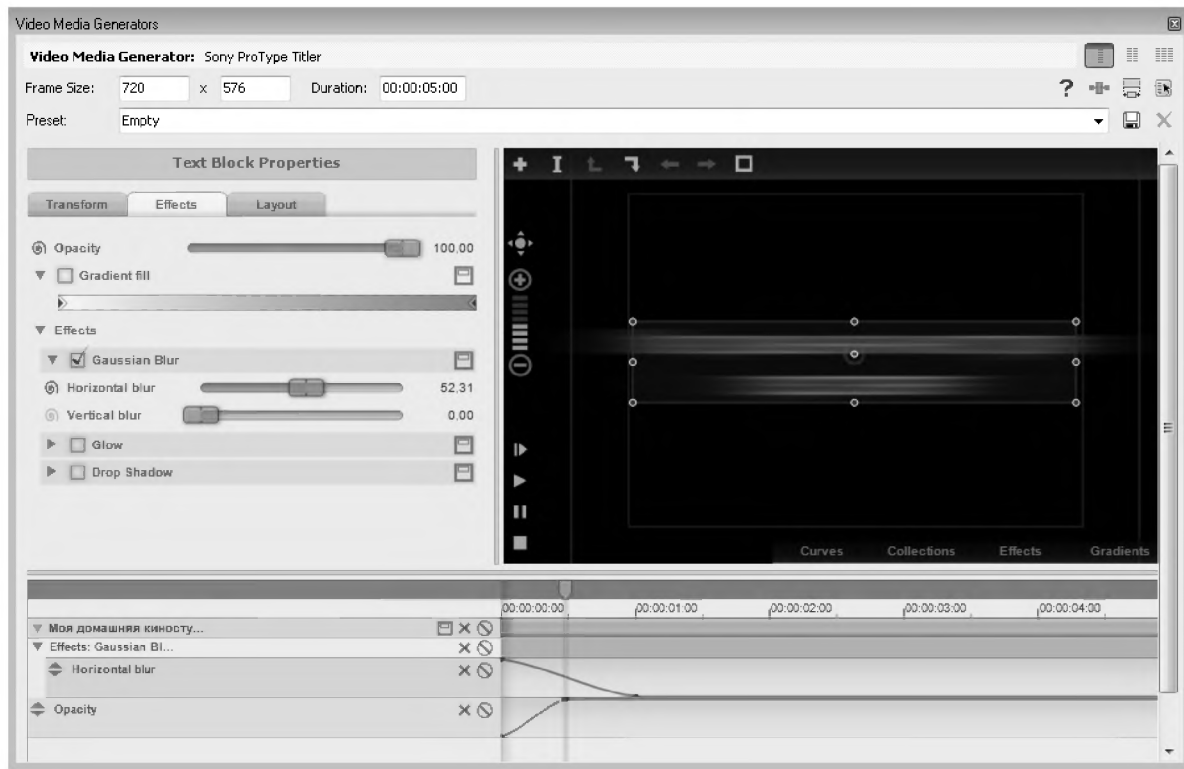 Video Media Generators
Video Media Generator: Sony ProType Titler
Frame Size: 720 x 576 Duration: 00:00:05:00
Preset: Empty
Text Block Properties
Transform Effects Layout
Opacity 100,00
Gradient fill
Effects
Gaussian Blur
Horizontal blur 52,31
Vertical blur 0,00
Glow
Drop Shadow
Curves Collections Effects Gradients
00:00:00:00 00:00:01:00 00:00:02:00 00:00:03:00 00:00:04:00
Моя домашняя киносту...
Effects: Gaussian Bl...
Horizontal blur
Opacity